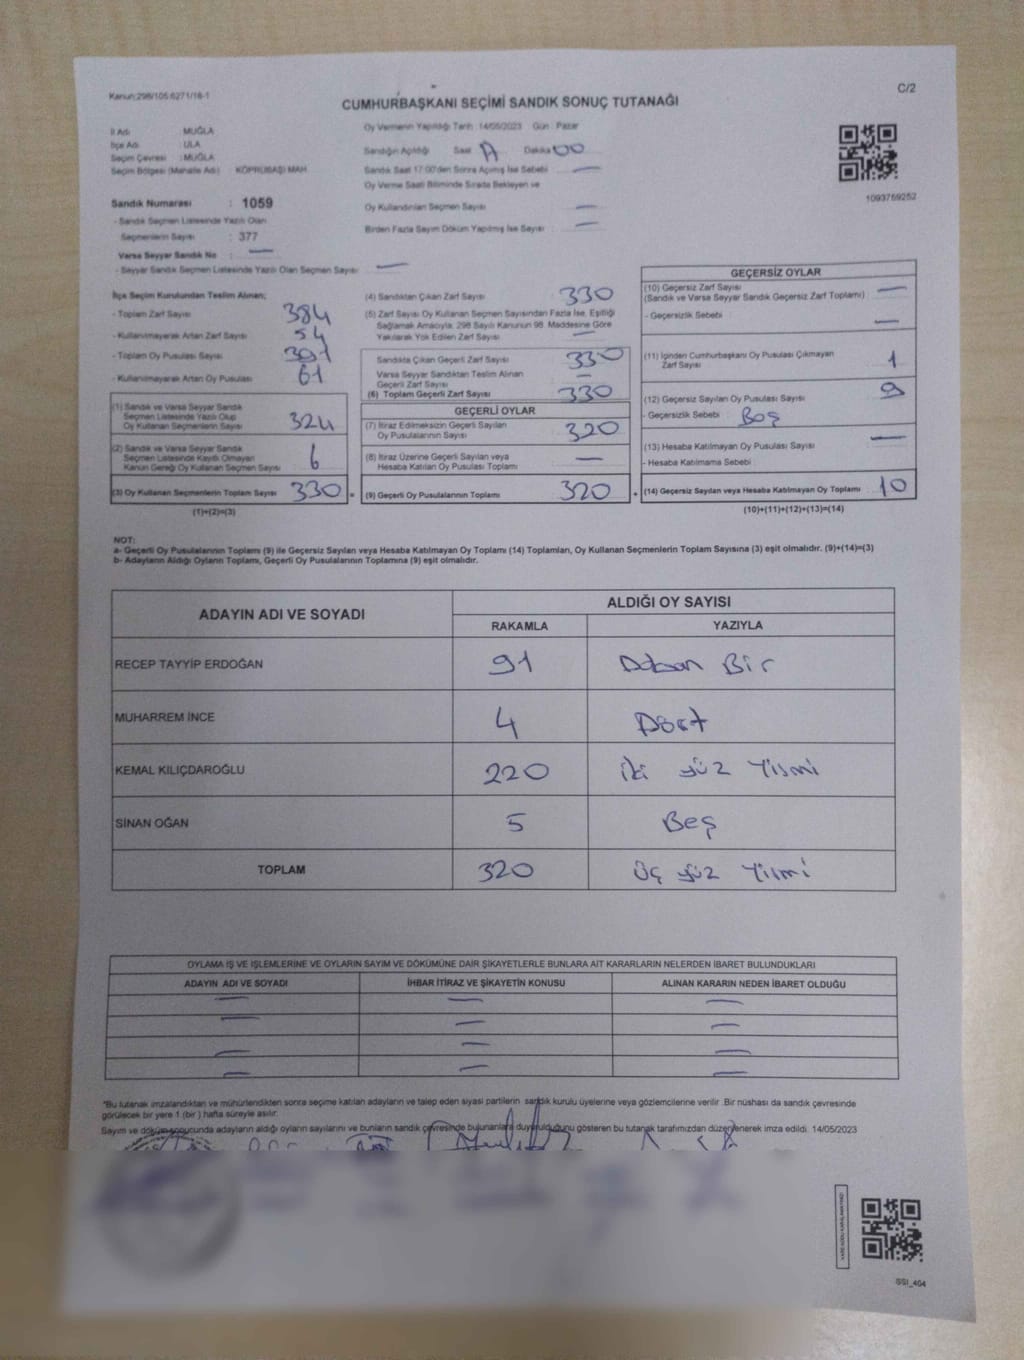 Kanun:298/105:6271/18-1
C/2
CUMHURBAŞKANI SEÇİMİ SANDIK SONUÇ TUTANAĞI
İl Adı : MUĞLA
İlçe Adı : ULA
Seçim Çevresi : MUĞLA
Seçim Bölgesi (Mahalle Adı) : KÖPRÜBAŞI MAH
Oy Vermenin Yapıldığı Tarih :14/05/2023 Gün : Pazar
Sandığın Açıldığı Saat Dakika 00
Sandık Saat 17:00'den Sonra Açılmış İse Sebebi —
Oy Verme Saati Bitiminde Sırada Bekleyen ve
Oy Kullandırılan Seçmen Sayısı —
Birden Fazla Sayım Döküm Yapılmış İse Sayısı : —
1093759252
Sandık Numarası : 1059
- Sandık Seçmen Listesinde Yazılı Olan
Seçmenlerin Sayısı : 377
Varsa Seyyar Sandık No : —
- Seyyar Sandık Seçmen Listesinde Yazılı Olan Seçmen Sayısı : —
İlçe Seçim Kurulundan Teslim Alınan;
- Toplam Zarf Sayısı 384
- Kullanılmayarak Artan Zarf Sayısı 54
- Toplam Oy Pusulası Sayısı 391
- Kullanılmayarak Artan Oy Pusulası 61
(1) Sandık ve Varsa Seyyar Sandık
Seçmen Listesinde Yazılı Olup
Oy Kullanan Seçmenlerin Sayısı 324
(2) Sandık ve Varsa Seyyar Sandık
Seçmen Listesinde Kayıtlı Olmayan
Kanun Gereği Oy Kullanan Seçmen Sayısı 6
(3) Oy Kullanan Seçmenlerin Toplam Sayısı 330 =
(1)+(2)=(3)
(4) Sandıktan Çıkan Zarf Sayısı 330
(5) Zarf Sayısı Oy Kullanan Seçmen Sayısından Fazla İse, Eşitliği
Sağlamak Amacıyla; 298 Sayılı Kanunun 98. Maddesine Göre
Yakılarak Yok Edilen Zarf Sayısı —
Sandıkta Çıkan Geçerli Zarf Sayısı 330
Varsa Seyyar Sandıktan Teslim Alınan
Geçerli Zarf Sayısı —
(6) Toplam Geçerli Zarf Sayısı 330
GEÇERLİ OYLAR
(7) İtiraz Edilmeksizin Geçerli Sayılan
Oy Pusulalarının Sayısı 320
(8) İtiraz Üzerine Geçerli Sayılan veya
Hesaba Katılan Oy Pusulası Toplamı —
(9) Geçerli Oy Pusulalarının Toplamı 320 +
GEÇERSİZ OYLAR
(10) Geçersiz Zarf Sayısı
(Sandık ve Varsa Seyyar Sandık Geçersiz Zarf Toplamı) —
- Geçersizlik Sebebi : —
(11) İçinden Cumhurbaşkanı Oy Pusulası Çıkmayan
Zarf Sayısı 1
(12) Geçersiz Sayılan Oy Pusulası Sayısı 9
- Geçersizlik Sebebi : Boş
(13) Hesaba Katılmayan Oy Pusulası Sayısı —
- Hesaba Katılmama Sebebi :
(14) Geçersiz Sayılan veya Hesaba Katılmayan Oy Toplamı 10
(10)+(11)+(12)+(13)=(14)
NOT:
a- Geçerli Oy Pusulalarının Toplamı (9) ile Geçersiz Sayılan veya Hesaba Katılmayan Oy Toplamı (14) Toplamları, Oy Kullanan Seçmenlerin Toplam Sayısına (3) eşit olmalıdır. (9)+(14)=(3)
b- Adayların Aldığı Oyların Toplamı, Geçerli Oy Pusulalarının Toplamına (9) eşit olmalıdır.
ADAYIN ADI VE SOYADI ALDIĞI OY SAYISI
RAKAMLA YAZIYLA
RECEP TAYYİP ERDOĞAN 91 Doksan Bir
MUHARREM İNCE 4 Dört
KEMAL KILIÇDAROĞLU 220 iki yüz Yirmi
SİNAN OĞAN 5 Beş
TOPLAM 320 üç yüz Yirmi
OYLAMA İŞ VE İŞLEMLERİNE VE OYLARIN SAYIM VE DÖKÜMÜNE DAİR ŞİKAYETLERLE BUNLARA AİT KARARLARIN NELERDEN İBARET BULUNDUKLARI
ADAYIN ADI VE SOYADI İHBAR İTİRAZ VE ŞİKAYETİN KONUSU ALINAN KARARIN NEDEN İBARET OLDUĞU
— — —
— — —
— — —
— — —
*Bu tutanak imzalandıktan ve mühürlendikten sonra seçime katılan adayların ve talep eden siyasi partilerin sandık kurulu üyelerine veya gözlemcilerine verilir .Bir nüshası da sandık çevresinde
görülecek bir yere 1 (bir ) hafta süreyle asılır.
Sayım ve döküm sonucunda adayların aldığı oyların sayılarını ve bunların sandık çevresinde bulunanlara duyurulduğunu gösteren bu tutanak tarafımızdan düzenlenerek imza edildi. 14/05/2023
SSI_404